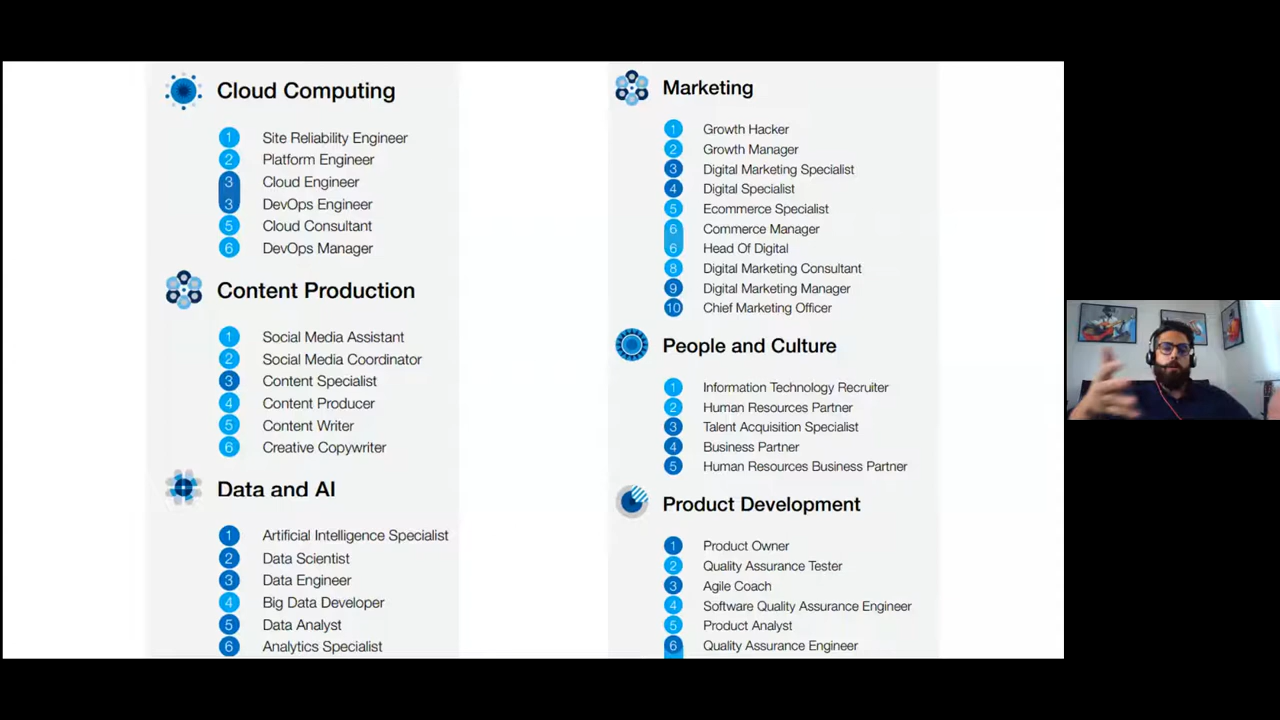 Cloud Computing
1 Site Reliability Engineer
2 Platform Engineer
3 Cloud Engineer
3 DevOps Engineer
5 Cloud Consultant
6 DevOps Manager
Content Production
1 Social Media Assistant
2 Social Media Coordinator
3 Content Specialist
4 Content Producer
5 Content Writer
6 Creative Copywriter
Data and AI
1 Artificial Intelligence Specialist
2 Data Scientist
3 Data Engineer
4 Big Data Developer
5 Data Analyst
6 Analytics Specialist
Marketing
1 Growth Hacker
2 Growth Manager
3 Digital Marketing Specialist
4 Digital Specialist
5 Ecommerce Specialist
6 Commerce Manager
6 Head Of Digital
8 Digital Marketing Consultant
9 Digital Marketing Manager
10 Chief Marketing Officer
People and Culture
1 Information Technology Recruiter
2 Human Resources Partner
3 Talent Acquisition Specialist
4 Business Partner
5 Human Resources Business Partner
Product Development
1 Product Owner
2 Quality Assurance Tester
3 Agile Coach
4 Software Quality Assurance Engineer
5 Product Analyst
6 Quality Assurance Engineer